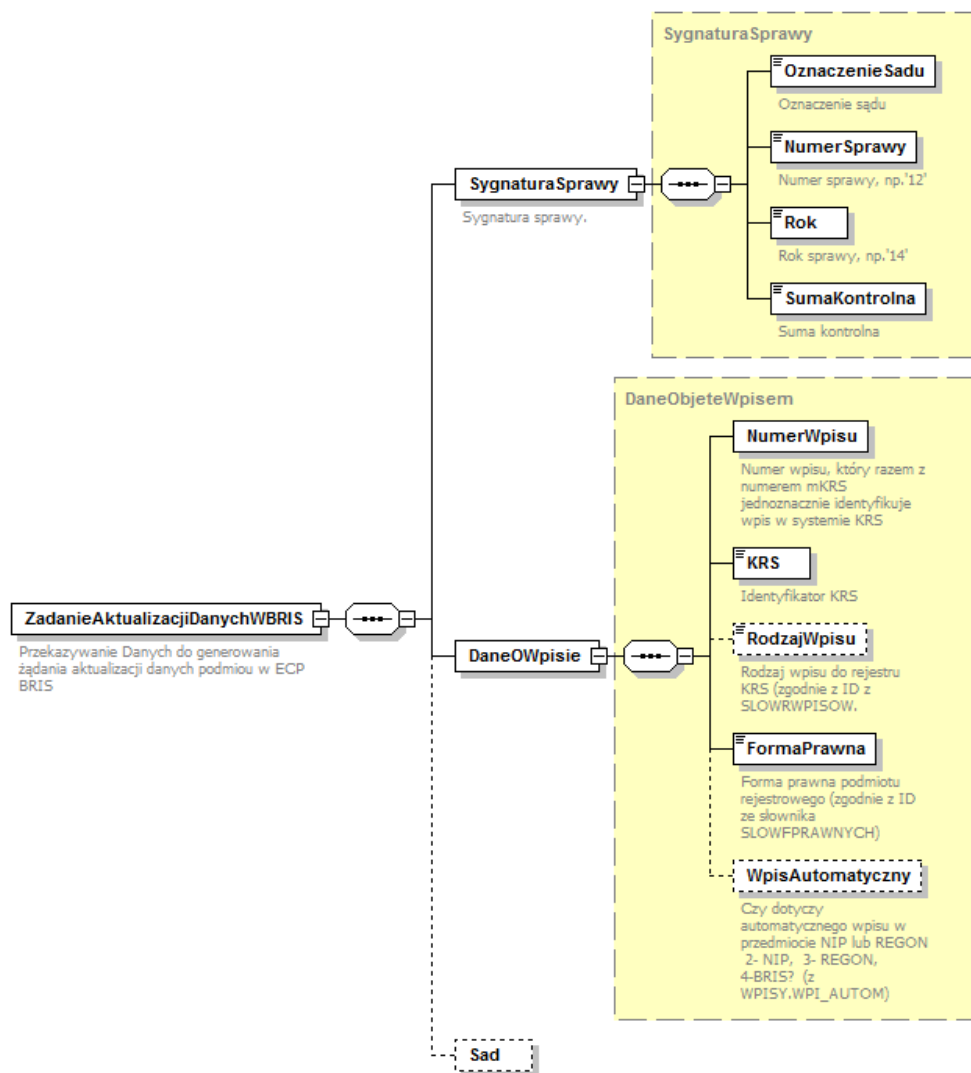 SygnaturaSprawy
OznaczenieSadu
Oznaczenie sądu
NumerSprawy
Numer sprawy, np.'12'
SygnaturaSprawy
Sygnatura sprawy.
Rok
Rok sprawy, np.'14'
SumaKontrolna
Suma kontrolna
DaneObjeteWpisem
NumerWpisu
Numer wpisu, który razem z
numerem mKRS
jednoznacznie identyfikuje
wpis w systemie KRS
KRS
Identyfikator KRS
ZadanieAktualizacjiDanychWBRIS
Przekazywanie Danych do generowania
żądania aktualizacji danych podmiou w ECP
BRIS
DaneOWpisie
RodzajWpisu
Rodzaj wpisu do rejestru
KRS (zgodnie z ID z
SLOWRWPISOW.
FormaPrawna
Forma prawna podmiotu
rejestrowego (zgodnie z ID
ze słownika
SLOWFPRAWNYCH)
WpisAutomatyczny
Czy dotyczy
automatycznego wpisu w
przedmiocie NIP lub REGON
2- NIP, 3- REGON,
4-BRIS? (z
WPISY.WPI_AUTOM)
Sad